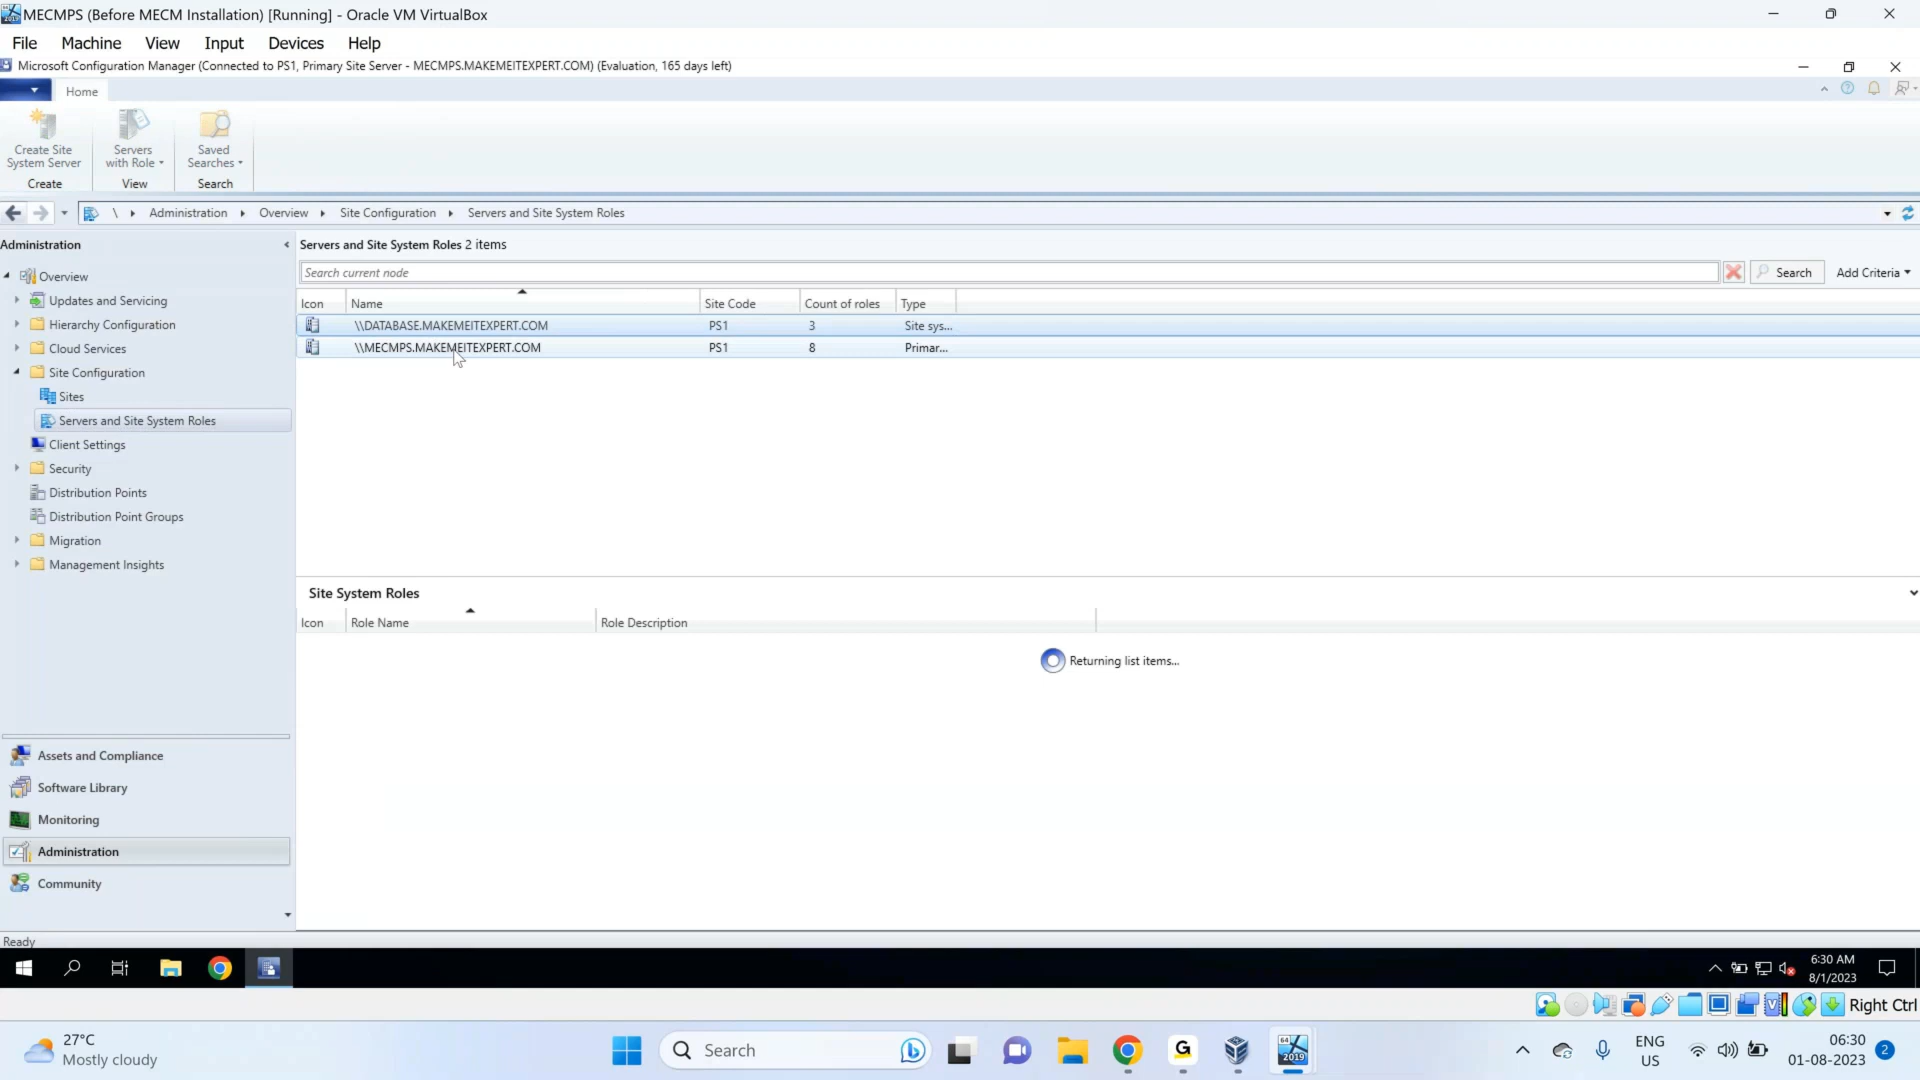 MECMPS (Before MECM Installation) [Running] - Oracle VM VirtualBox
File Machine View Input Devices Help
Microsoft Configuration Manager (Connected to PS1, Primary Site Server - MECMPS.MAKEMEITEXPERT.COM) (Evaluation, 165 days left)
Home
Create Site System Server
Servers with Role
Saved Searches
Create View Search
\ Administration Overview Site Configuration Servers and Site System Roles
Administration
Overview
Updates and Servicing
Hierarchy Configuration
Cloud Services
Site Configuration
Sites
Servers and Site System Roles
Client Settings
Security
Distribution Points
Distribution Point Groups
Migration
Management Insights
Assets and Compliance
Software Library
Monitoring
Administration
Community
Servers and Site System Roles 2 items
Search current node
Search Add Criteria
Icon Name Site Code Count of roles Type
\\DATABASE.MAKEMEITEXPERT.COM PS1 3 Site sys...
\\MECMPS.MAKEMEITEXPERT.COM PS1 8 Primar...
Site System Roles
Icon Role Name Role Description
Returning list items...
Ready
6:30 AM
8/1/2023
Right Ctrl
27°C
Mostly cloudy
Search
64
2019
ENG
US
06:30
01-08-2023
2